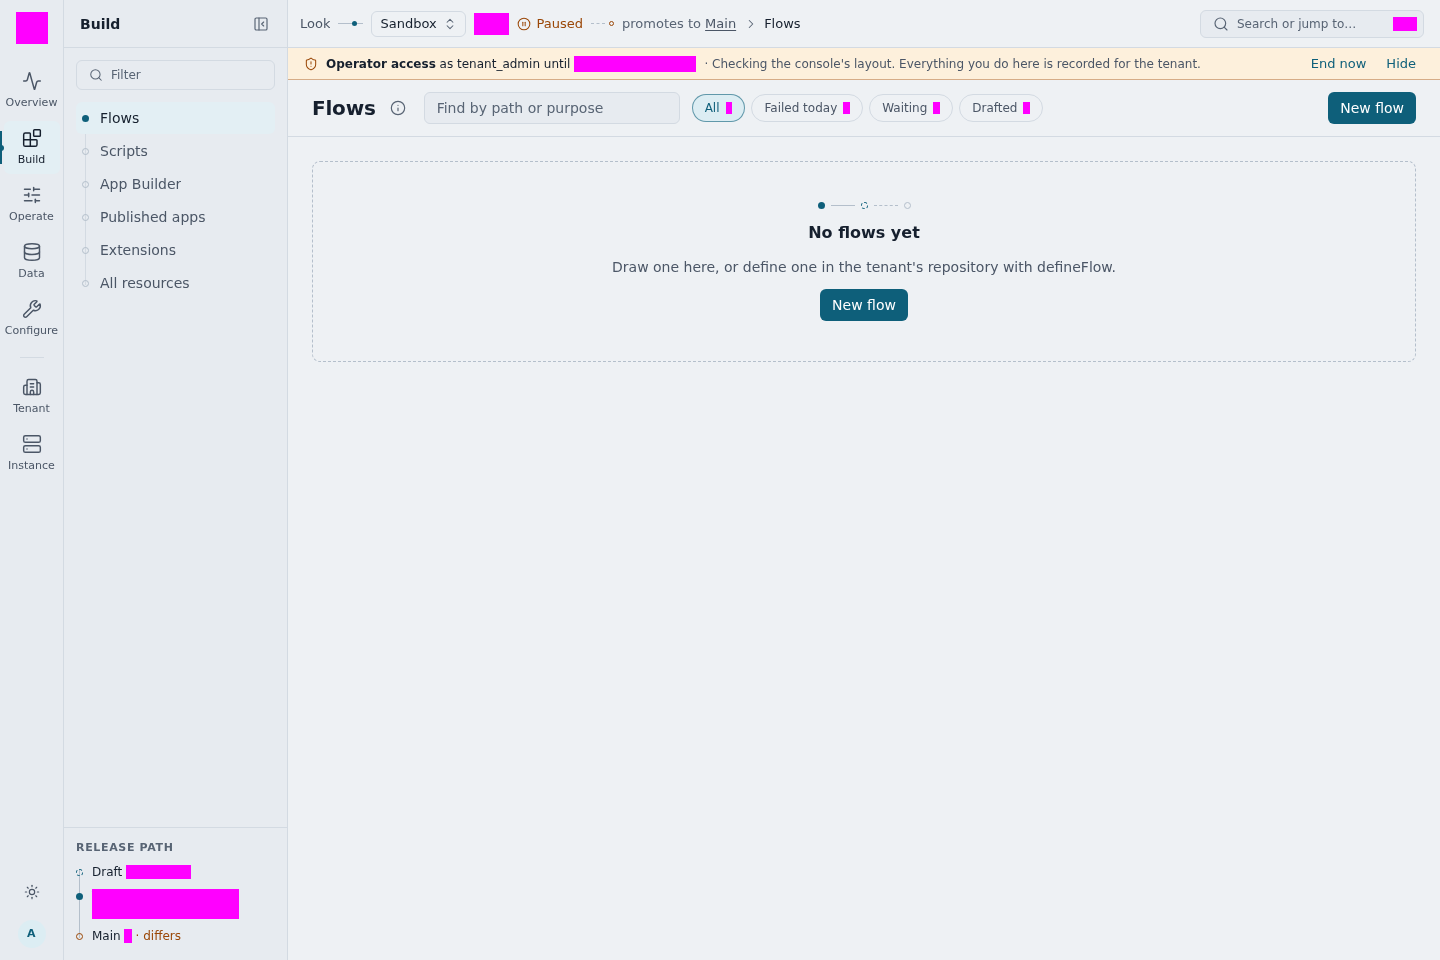 Build
Look
Sandbox
Paused
promotes to Main
Flows
Search or jump to…
Operator access as tenant_admin until
· Checking the console's layout. Everything you do here is recorded for the tenant.
End now
Hide
Overview
Build
Operate
Data
Configure
Tenant
Instance
A
Filter
Flows
Scripts
App Builder
Published apps
Extensions
All resources
RELEASE PATH
Draft
Main · differs
Flows
Find by path or purpose
All
Failed today
Waiting
Drafted
New flow
No flows yet
Draw one here, or define one in the tenant's repository with defineFlow.
New flow